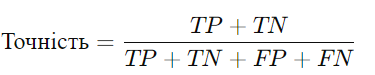 Точність = TP + TN / TP + TN + FP + FN